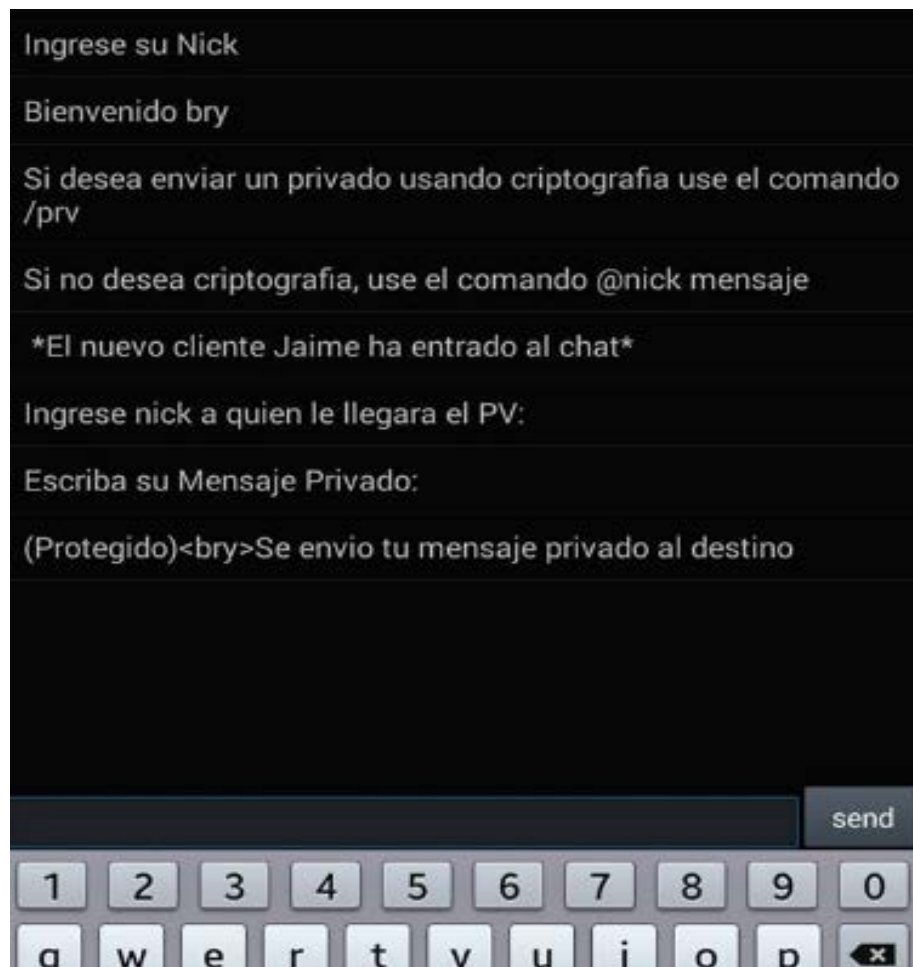 Ingrese su Nick
Bienvenido bry
Si desea enviar un privado usando criptografia use el comando
/prv
Si no desea criptografia, use el comando @nick mensaje
*El nuevo cliente Jaime ha entrado al chat*
Ingrese nick a quien le llegara el PV:
Escriba su Mensaje Privado:
(Protegido)<bry>Se envio tu mensaje privado al destino
send
1 2 3 4 5 6 7 8 9 0
q w e r t y u i o p